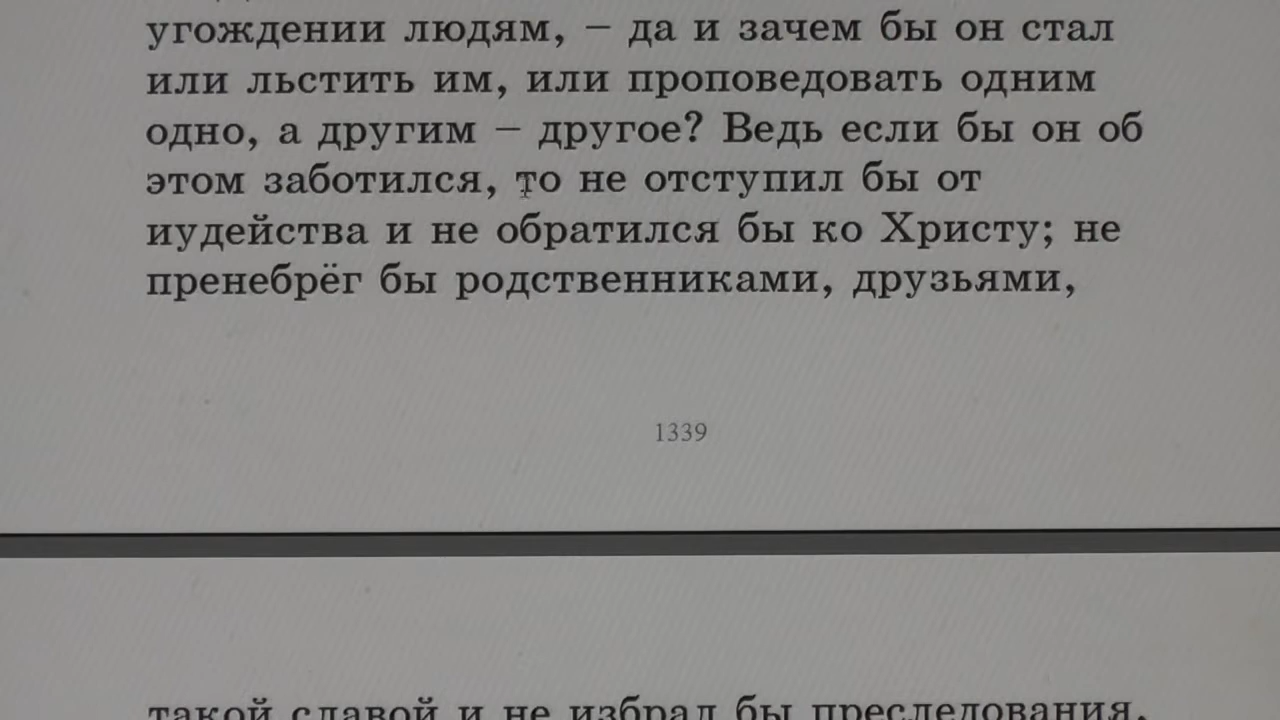 угождении людям, – да и зачем бы он стал
или льстить им, или проповедовать одним
одно, а другим – другое? Ведь если бы он об
этом заботился, то не отступил бы от
иудейства и не обратился бы ко Христу; не
пренебрёг бы родственниками, друзьями,
1339
такой славой и не избрал бы преследования,